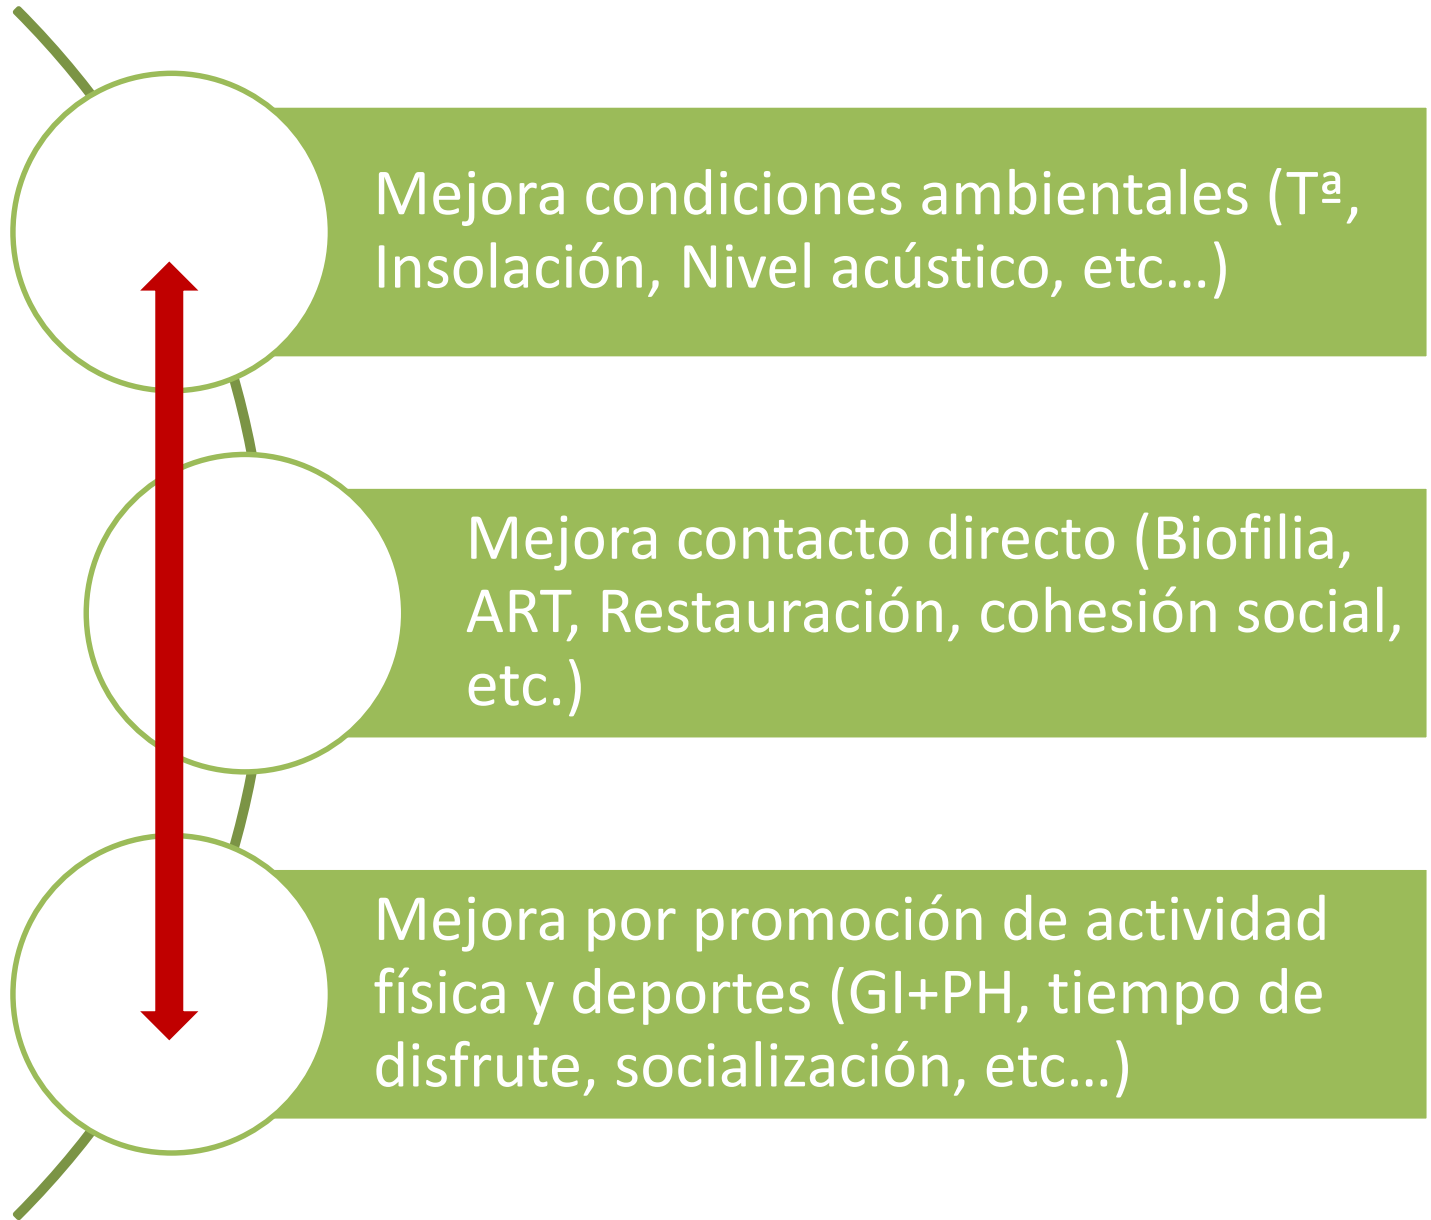 Mejora condiciones ambientales (Tª,
Insolación, Nivel acústico, etc…)
Mejora contacto directo (Biofilia,
ART, Restauración, cohesión social,
etc.)
Mejora por promoción de actividad
física y deportes (GI+PH, tiempo de
disfrute, socialización, etc…)